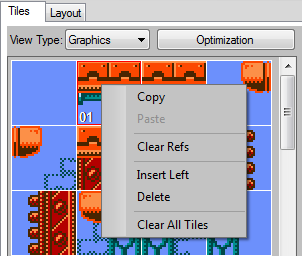 Tiles Layout
View Type: Graphics Optimization
01
Copy
Paste
Clear Refs
Insert Left
Delete
Clear All Tiles